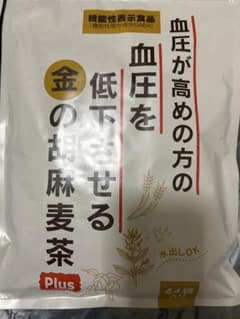 機能性表示食品
血圧が高めの方の
血圧を
低下させる
金の胡麻麦茶
Plus
水出しOK